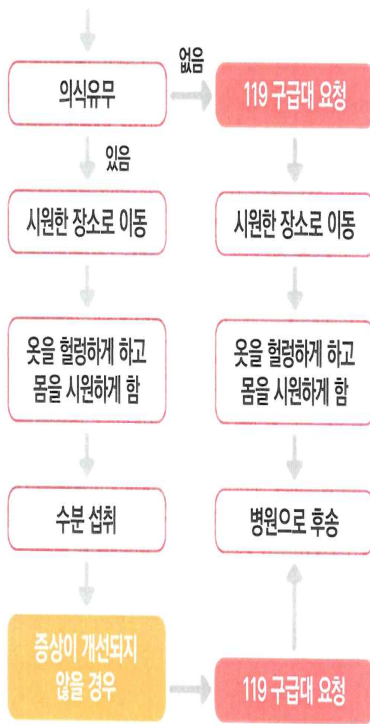 의식유무
없음
119 구급대 요청
있음
시원한 장소로 이동
시원한 장소로 이동
옷을 헐렁하게 하고
몸을 시원하게 함
옷을 헐렁하게 하고
몸을 시원하게 함
수분 섭취
병원으로 후송
증상이 개선되지
않을 경우
119 구급대 요청